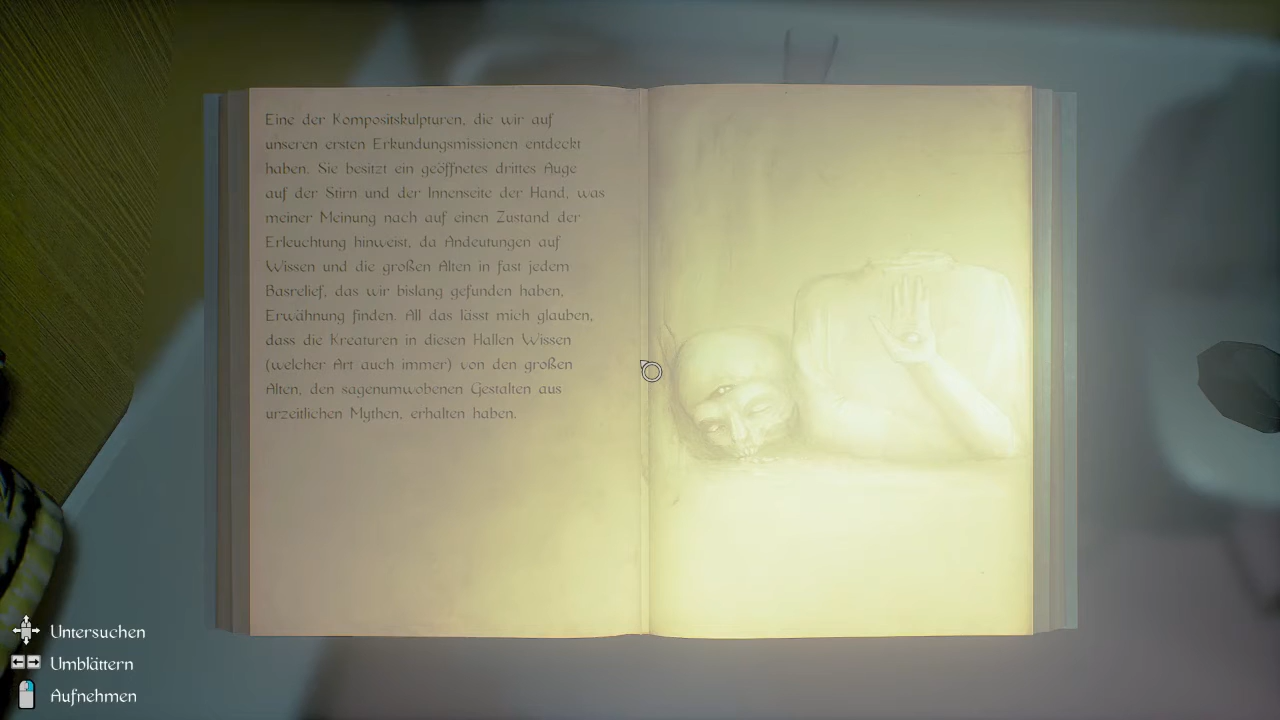 Eine der Kompositskulpturen, die wir auf
unseren ersten Erkundungsmissionen entdeckt
haben. Sie besitzt ein geöffnetes drittes Auge
auf der Stirn und der Innenseite der Hand, was
meiner Meinung nach auf einen Zustand der
Erleuchtung hinweist, da Andeutungen auf
Wissen und die großen Alten in fast jedem
Basrelief, das wir bislang gefunden haben,
Erwähnung finden. All das lässt mich glauben,
dass die Kreaturen in diesen Hallen Wissen
(welcher Art auch immer) von den großen
Alten, den sagenumwobenen Gestalten aus
urzeitlichen Mythen, erhalten haben.
Untersuchen
Umblättern
Aufnehmen